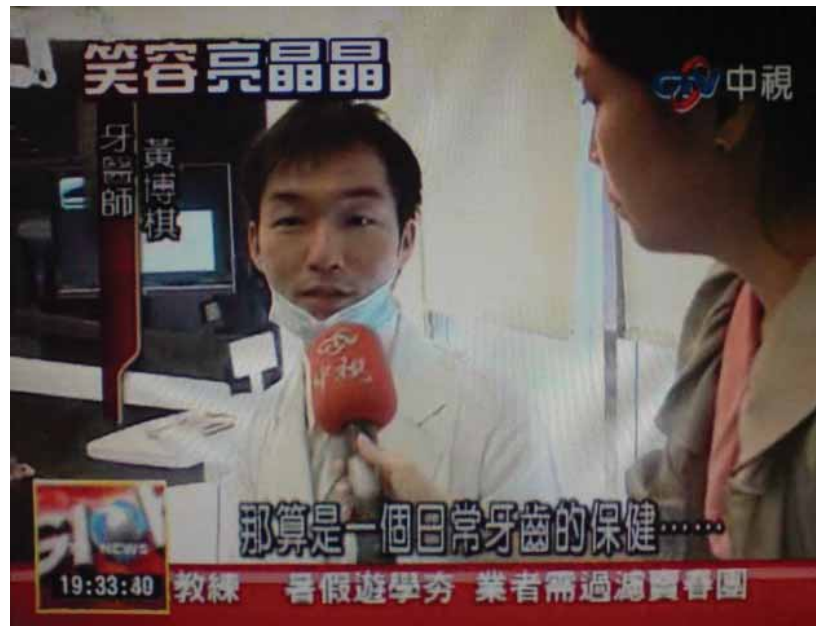 笑容亮晶晶
CTV 中視
牙醫師
黃博棋
中視
那算是一個日常牙齒的保健⋯⋯
NEWS
19:33:40
教練 暑假遊學夯 業者需過濾賣春團